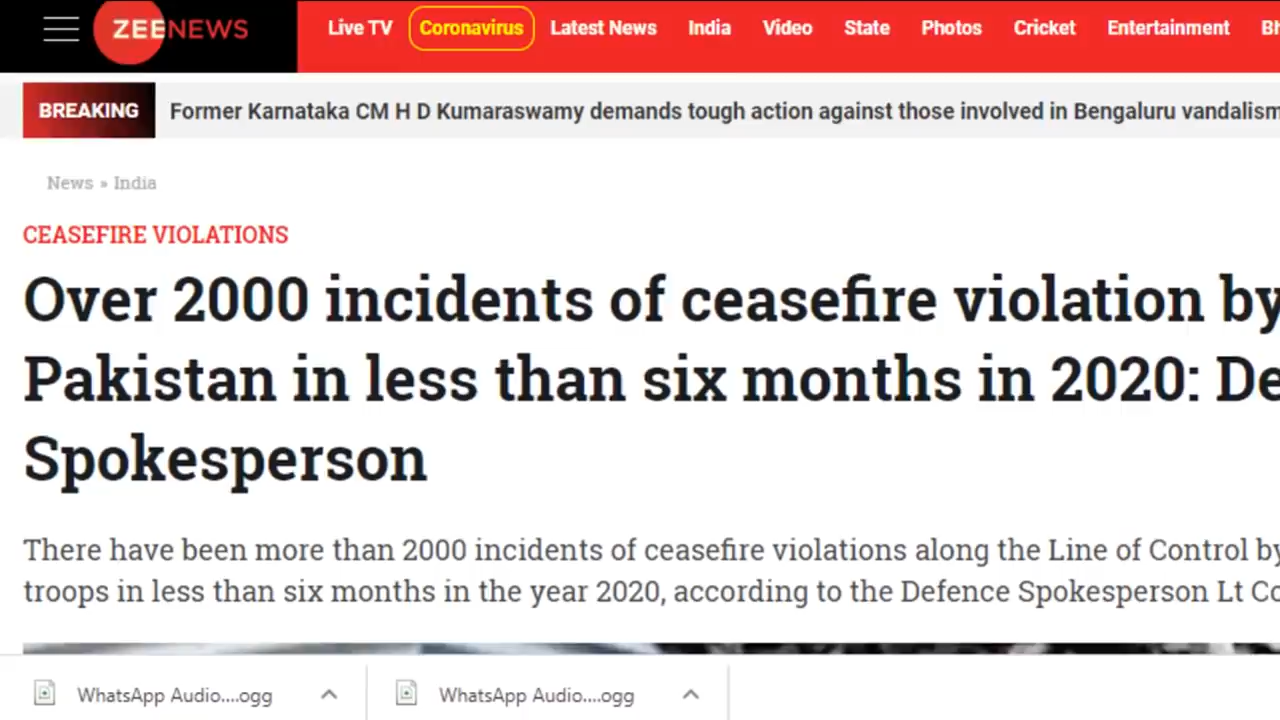 ZEENEWS
Live TV Coronavirus Latest News India Video State Photos Cricket Entertainment
BREAKING Former Karnataka CM H D Kumaraswamy demands tough action against those involved in Bengaluru vandalism
News » India
CEASEFIRE VIOLATIONS
Over 2000 incidents of ceasefire violation by
Pakistan in less than six months in 2020:
Spokesperson
There have been more than 2000 incidents of ceasefire violations along the Line of Control by
troops in less than six months in the year 2020, according to the Defence Spokesperson Lt
WhatsApp Audio....ogg WhatsApp Audio....ogg